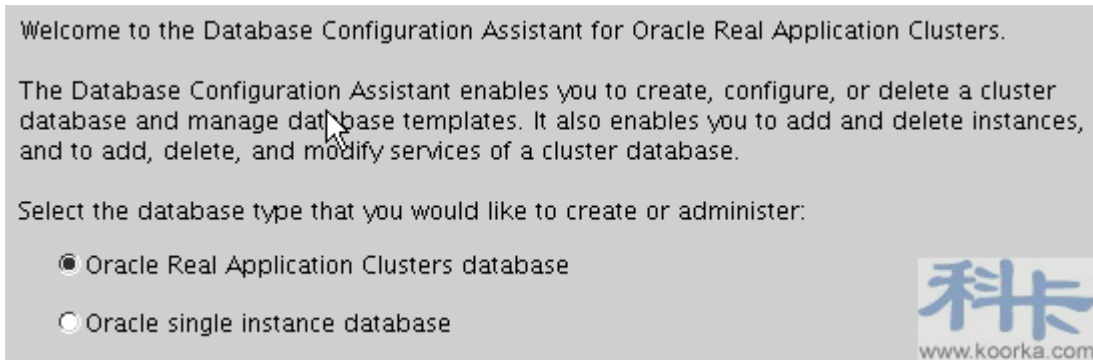 Welcome to the Database Configuration Assistant for Oracle Real Application Clusters.
The Database Configuration Assistant enables you to create, configure, or delete a cluster
database and manage database templates. It also enables you to add and delete instances,
and to add, delete, and modify services of a cluster database.
Select the database type that you would like to create or administer:
Oracle Real Application Clusters database
Oracle single instance database
科卡
www.koorka.com